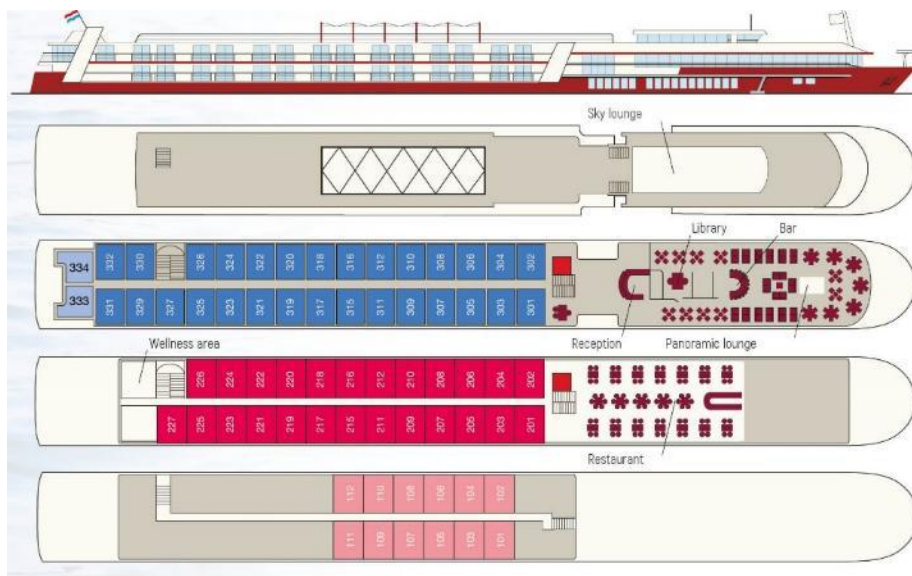 Sky lounge
Library
Bar
334 332 330 326 324 322 320 318 316 312 310 308 306 304 302
333 331 329 327 325 323 321 319 317 315 311 309 307 305 303 301
Wellness area
Reception
Panoramic lounge
226 224 222 220 218 216 212 210 208 206 204 202
227 225 223 221 219 217 215 211 209 207 205 203 201
Restaurant
112 110 108 106 104 102
111 109 107 105 103 101